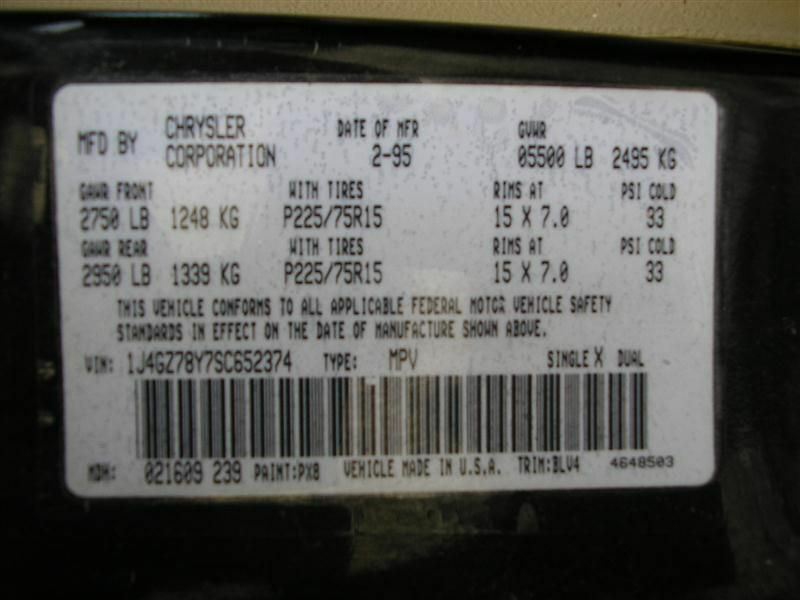 MFD BY CHRYSLER CORPORATION DATE OF MFR 2-95 GVWR 05500 LB 2495 KG
GAWR FRONT WITH TIRES RIMS AT PSI COLD
2750 LB 1248 KG P225/75R15 15 X 7.0 33
GAWR REAR WITH TIRES RIMS AT PSI COLD
2950 LB 1339 KG P225/75R15 15 X 7.0 33
THIS VEHICLE CONFORMS TO ALL APPLICABLE FEDERAL MOTOR VEHICLE SAFETY
STANDARDS IN EFFECT ON THE DATE OF MANUFACTURE SHOWN ABOVE.
VIN: 1J4GZ78Y7SC652374 TYPE: MPV SINGLE X DUAL
MDH: 021609 239 PAINT:PX8 VEHICLE MADE IN U.S.A. TRIM:BLV4 4648503